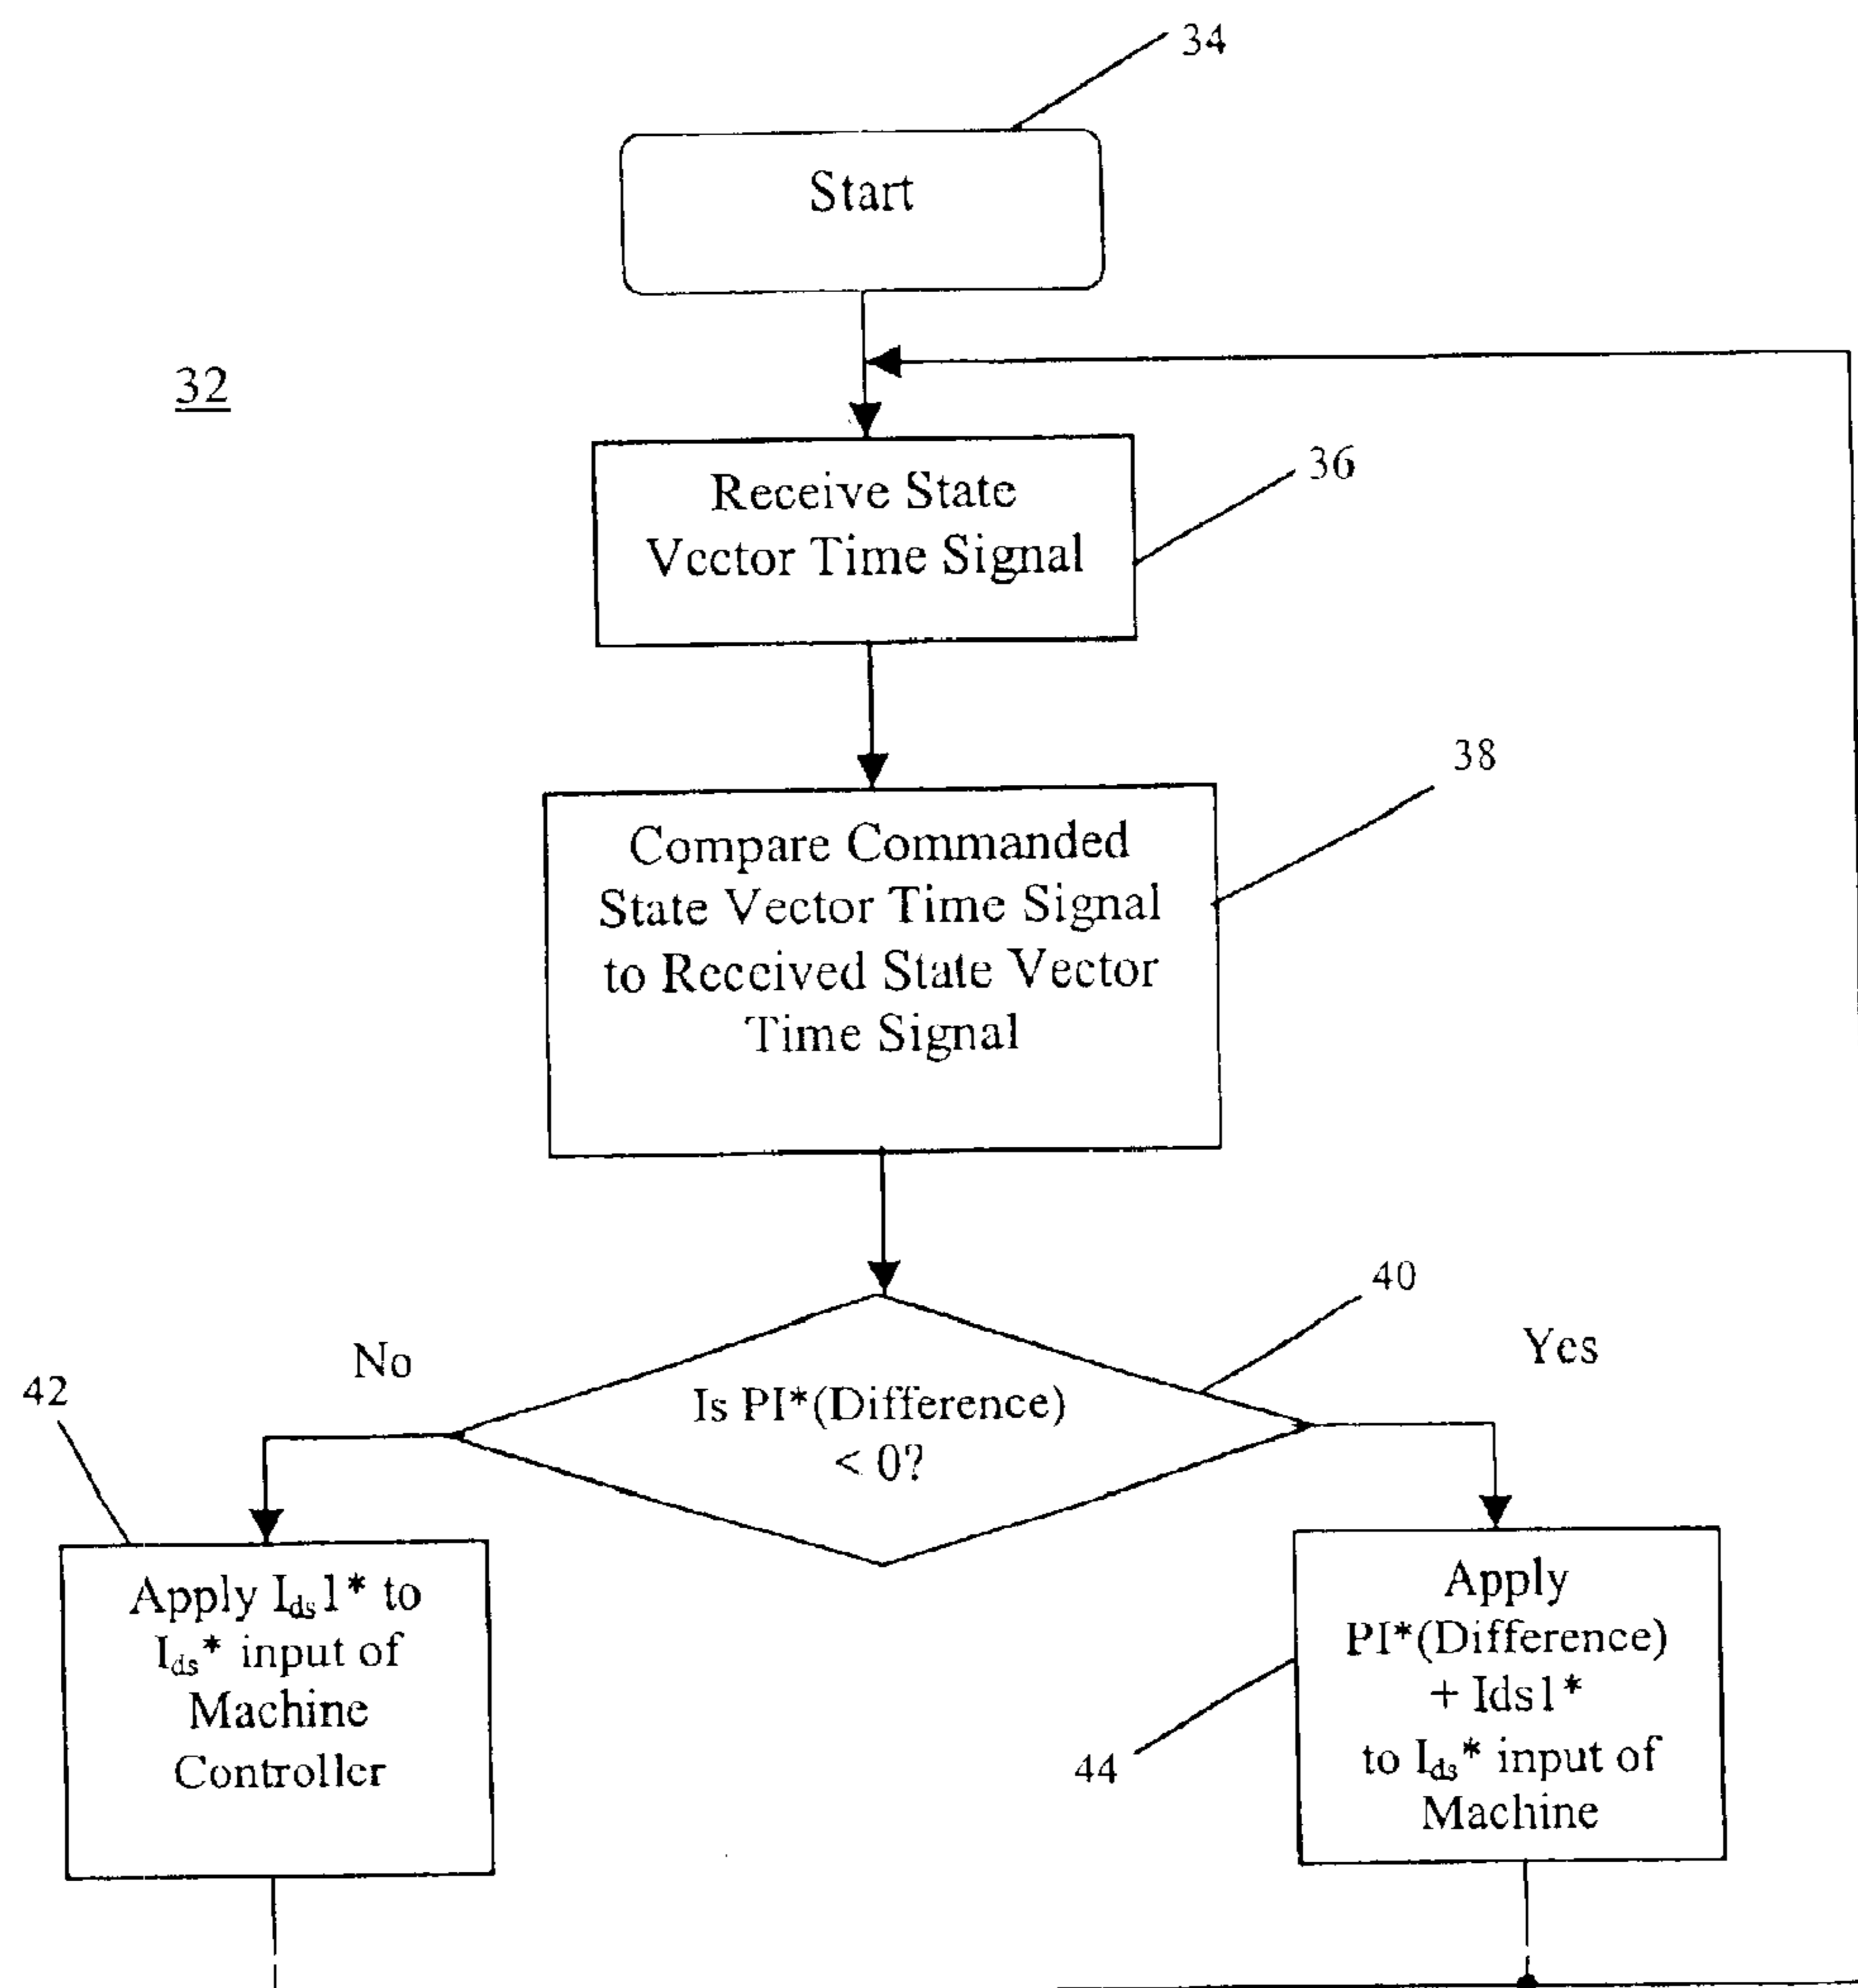 34
Start
32
36
Receive State
Vector Time Signal
38
Compare Commanded
State Vector Time Signal
to Received State Vector
Time Signal
40
No
Yes
42
Is PI*(Difference)
< 0?
Apply Ids1* to
Ids* input of
Machine
Controller
Apply
PI*(Difference)
+ Ids1*
to Ids* input of
Machine
44